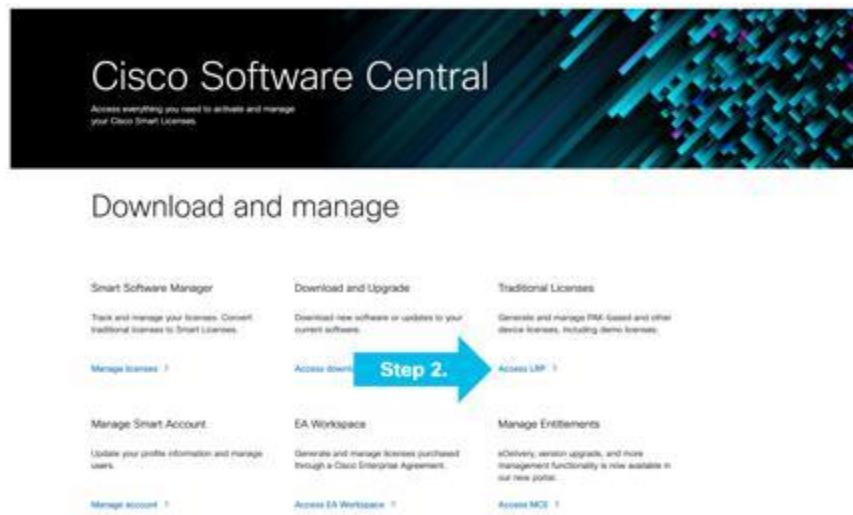 Cisco Software Central
Access everything you need to activate and manage
your Cisco Smart Licenses.
Download and manage
Smart Software Manager
Track and manage your licenses. Convert
traditional licenses to Smart Licenses.
Manage licenses
Download and Upgrade
Download new software or updates to your
current software.
Access
Step 2.
Traditional Licenses
Generate and manage PAK-based and other
device licenses, including demo licenses.
Access LRP
Manage Smart Account
Update your profile information and manage
users.
Manage account
EA Workspace
Generate and manage licenses purchased
through a Cisco Enterprise Agreement.
Access EA Workspace
Manage Entitlements
eDelivery, version upgrade, and more
management functionality is now available in
our new portal.
Access MCE